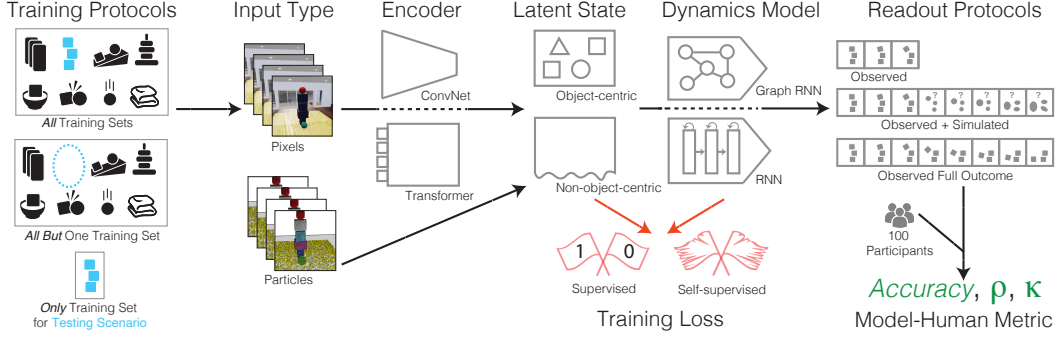 Training Protocols
Input Type
Encoder
Latent State
Dynamics Model
Readout Protocols
All Training Sets
All But One Training Set
Only Training Set
for Testing Scenario
Pixels
Particles
ConvNet
Transformer
Object-centric
Non-object-centric
Graph RNN
RNN
1 0
Supervised
Self-supervised
Training Loss
Observed
? ? ? ? ?
Observed + Simulated
Observed Full Outcome
100
Participants
Accuracy, ρ, κ
Model-Human Metric